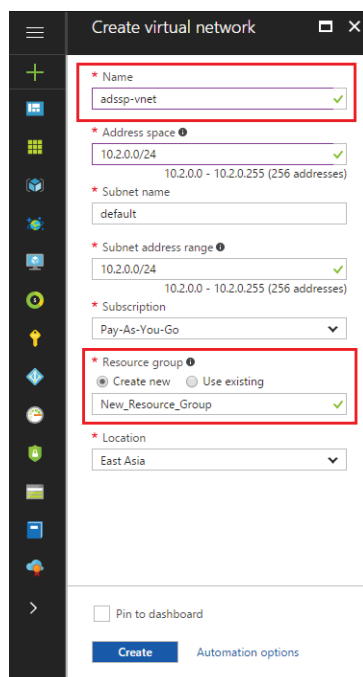 Create virtual network
* Name
adssp-vnet
* Address space
10.2.0.0/24
10.2.0.0 - 10.2.0.255 (256 addresses)
* Subnet name
default
* Subnet address range
10.2.0.0/24
10.2.0.0 - 10.2.0.255 (256 addresses)
* Subscription
Pay-As-You-Go
* Resource group
Create new Use existing
New_Resource_Group
* Location
East Asia
Pin to dashboard
Create Automation options